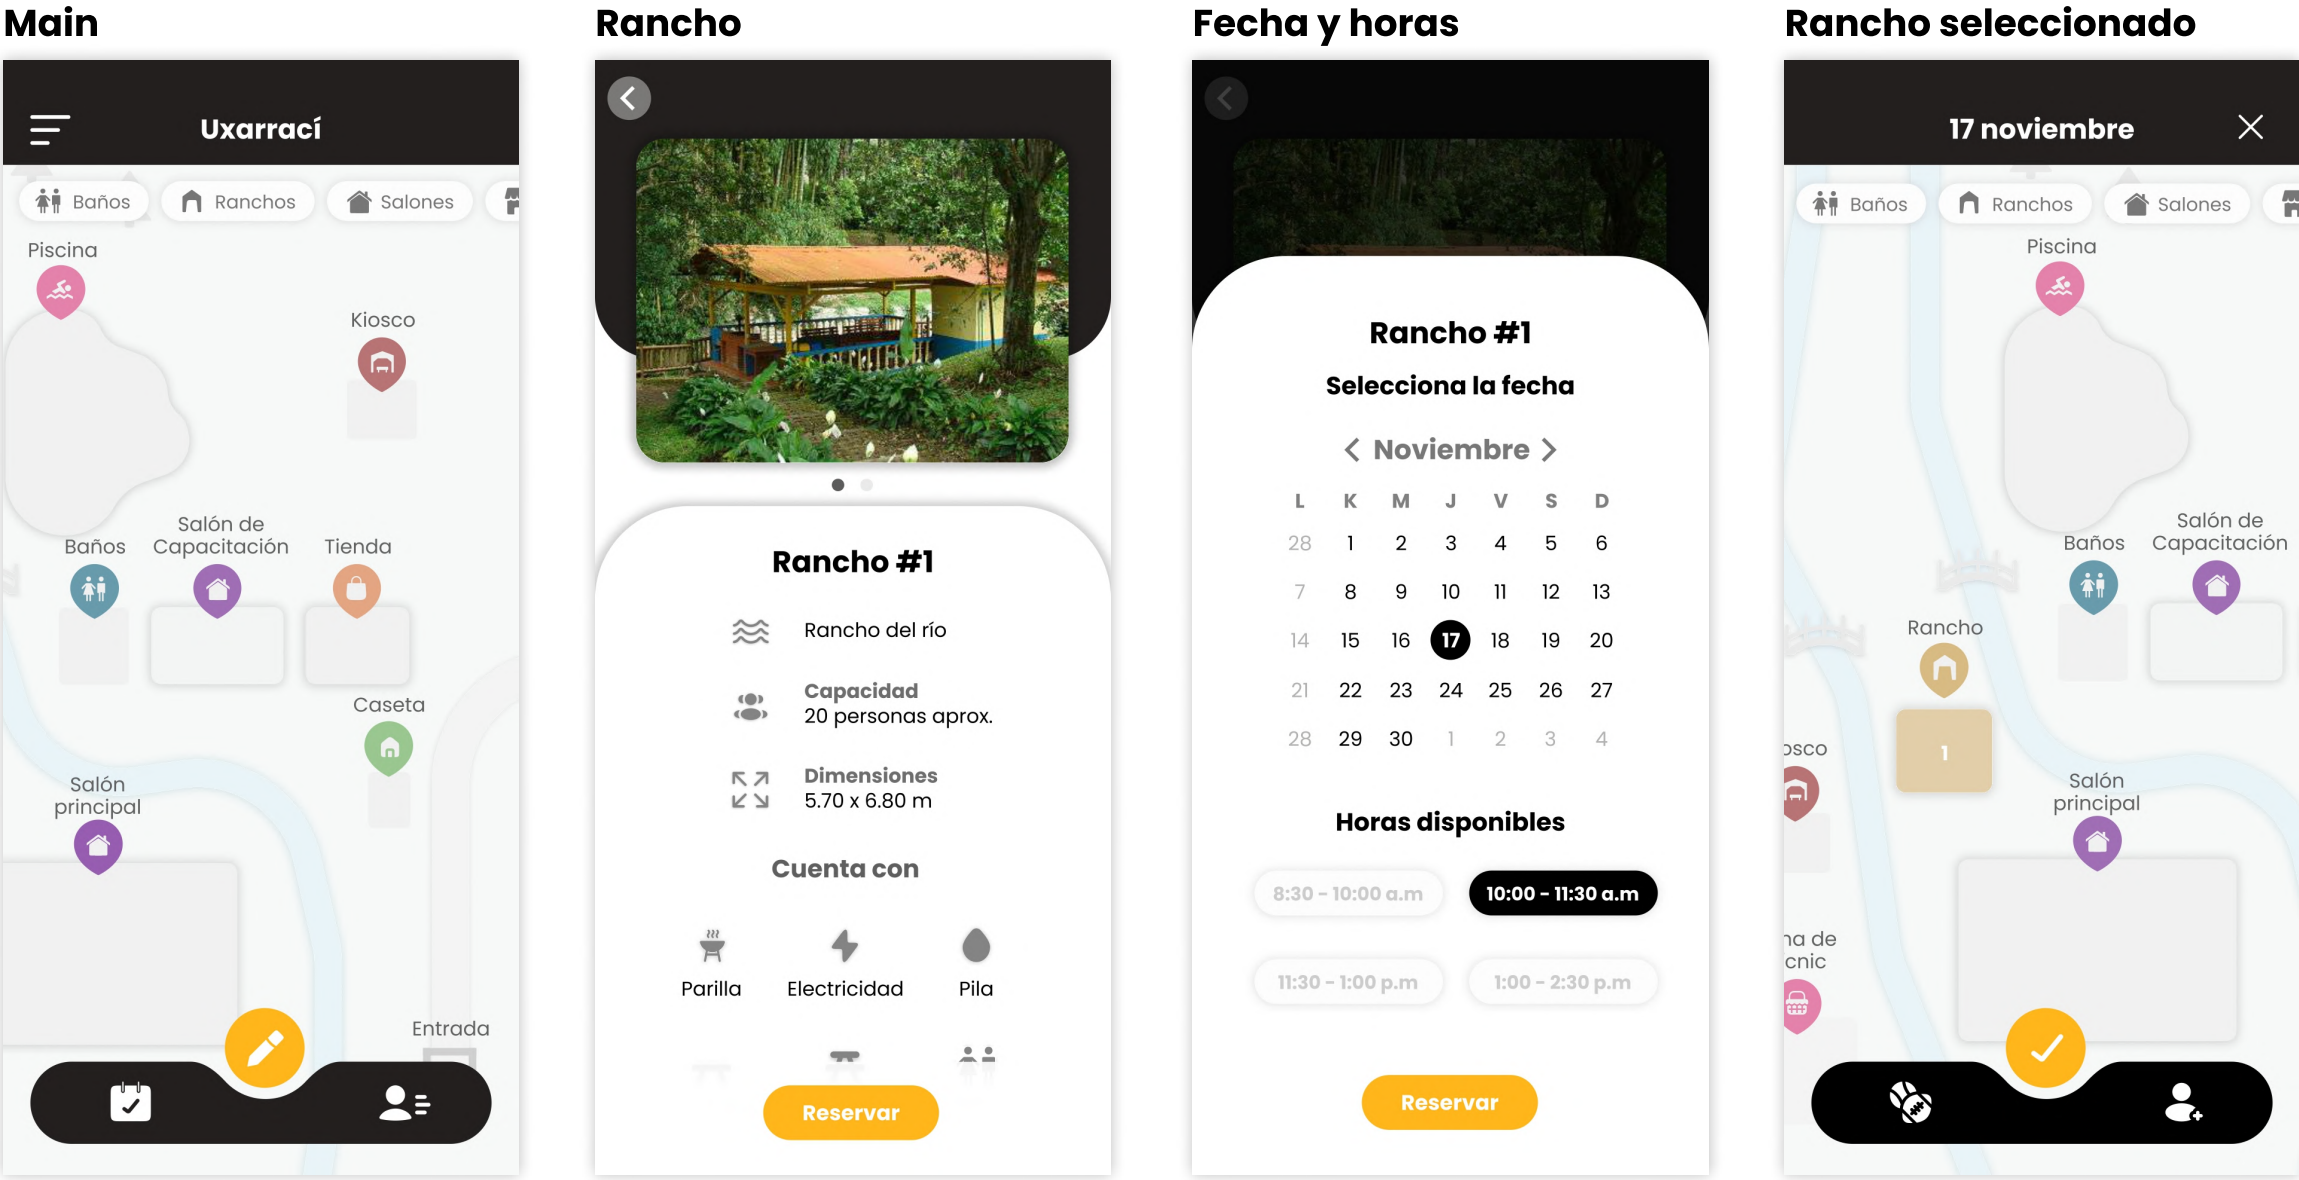 Main
Uxarrací
Baños
Ranchos
Salones
Piscina
Kiosco
Salón de
Capacitación
Baños
Tienda
Caseta
Salón
principal
Entrada
Rancho
Rancho #1
Rancho del río
Capacidad
20 personas aprox.
Dimensiones
5.70 x 6.80 m
Cuenta con
Parilla
Electricidad
Pila
Reservar
Fecha y horas
Rancho #1
Selecciona la fecha
Noviembre
L K M J V S D
28 1 2 3 4 5 6
7 8 9 10 11 12 13
14 15 16 17 18 19 20
21 22 23 24 25 26 27
28 29 30 1 2 3 4
Horas disponibles
8:30 - 10:00 a.m
10:00 - 11:30 a.m
11:30 - 1:00 p.m
1:00 - 2:30 p.m
Reservar
Rancho seleccionado
17 noviembre
Baños
Ranchos
Salones
Piscina
Salón de
Capacitación
Baños
Rancho
1
osco
Salón
principal
na de
cnic